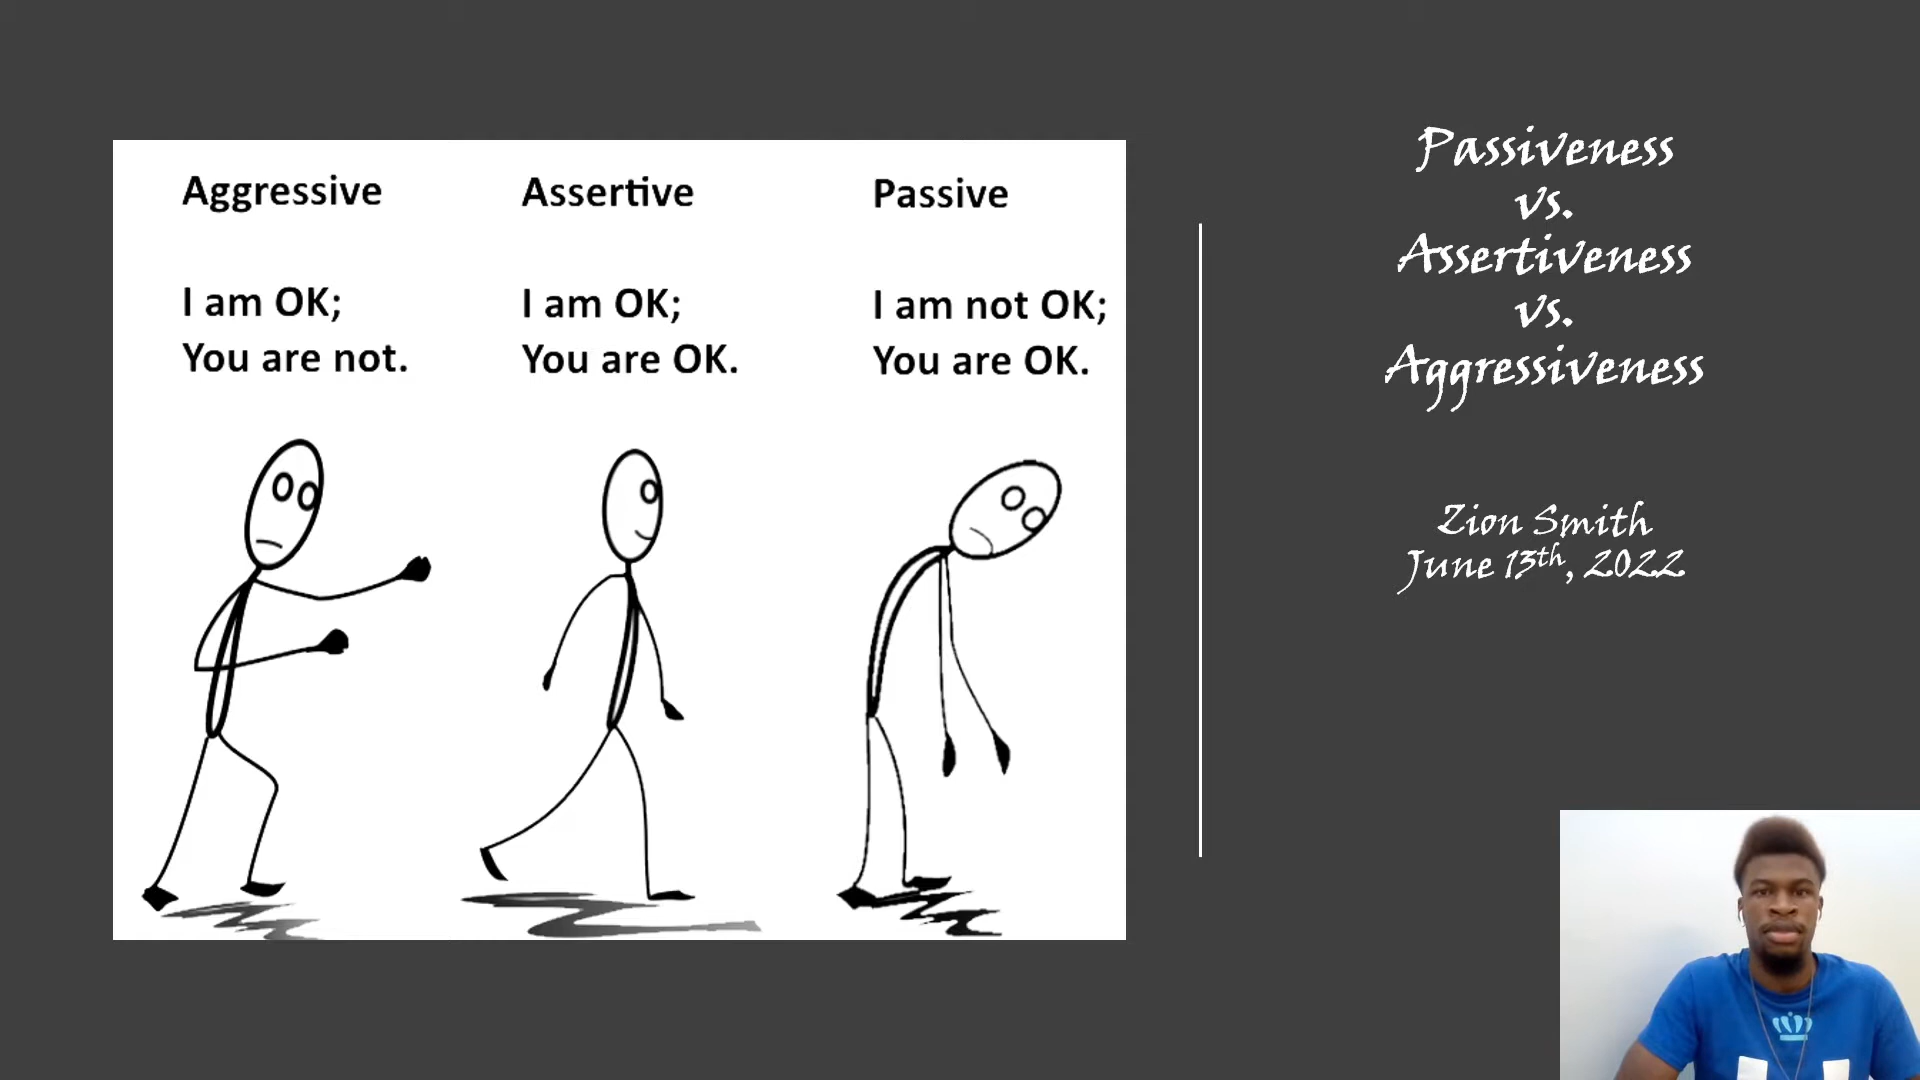 Aggressive
I am OK;
You are not.
Assertive
I am OK;
You are OK.
Passive
I am not OK;
You are OK.
Passiveness
vs.
Assertiveness
vs.
Aggressiveness
Zion Smith
June 13th, 2022